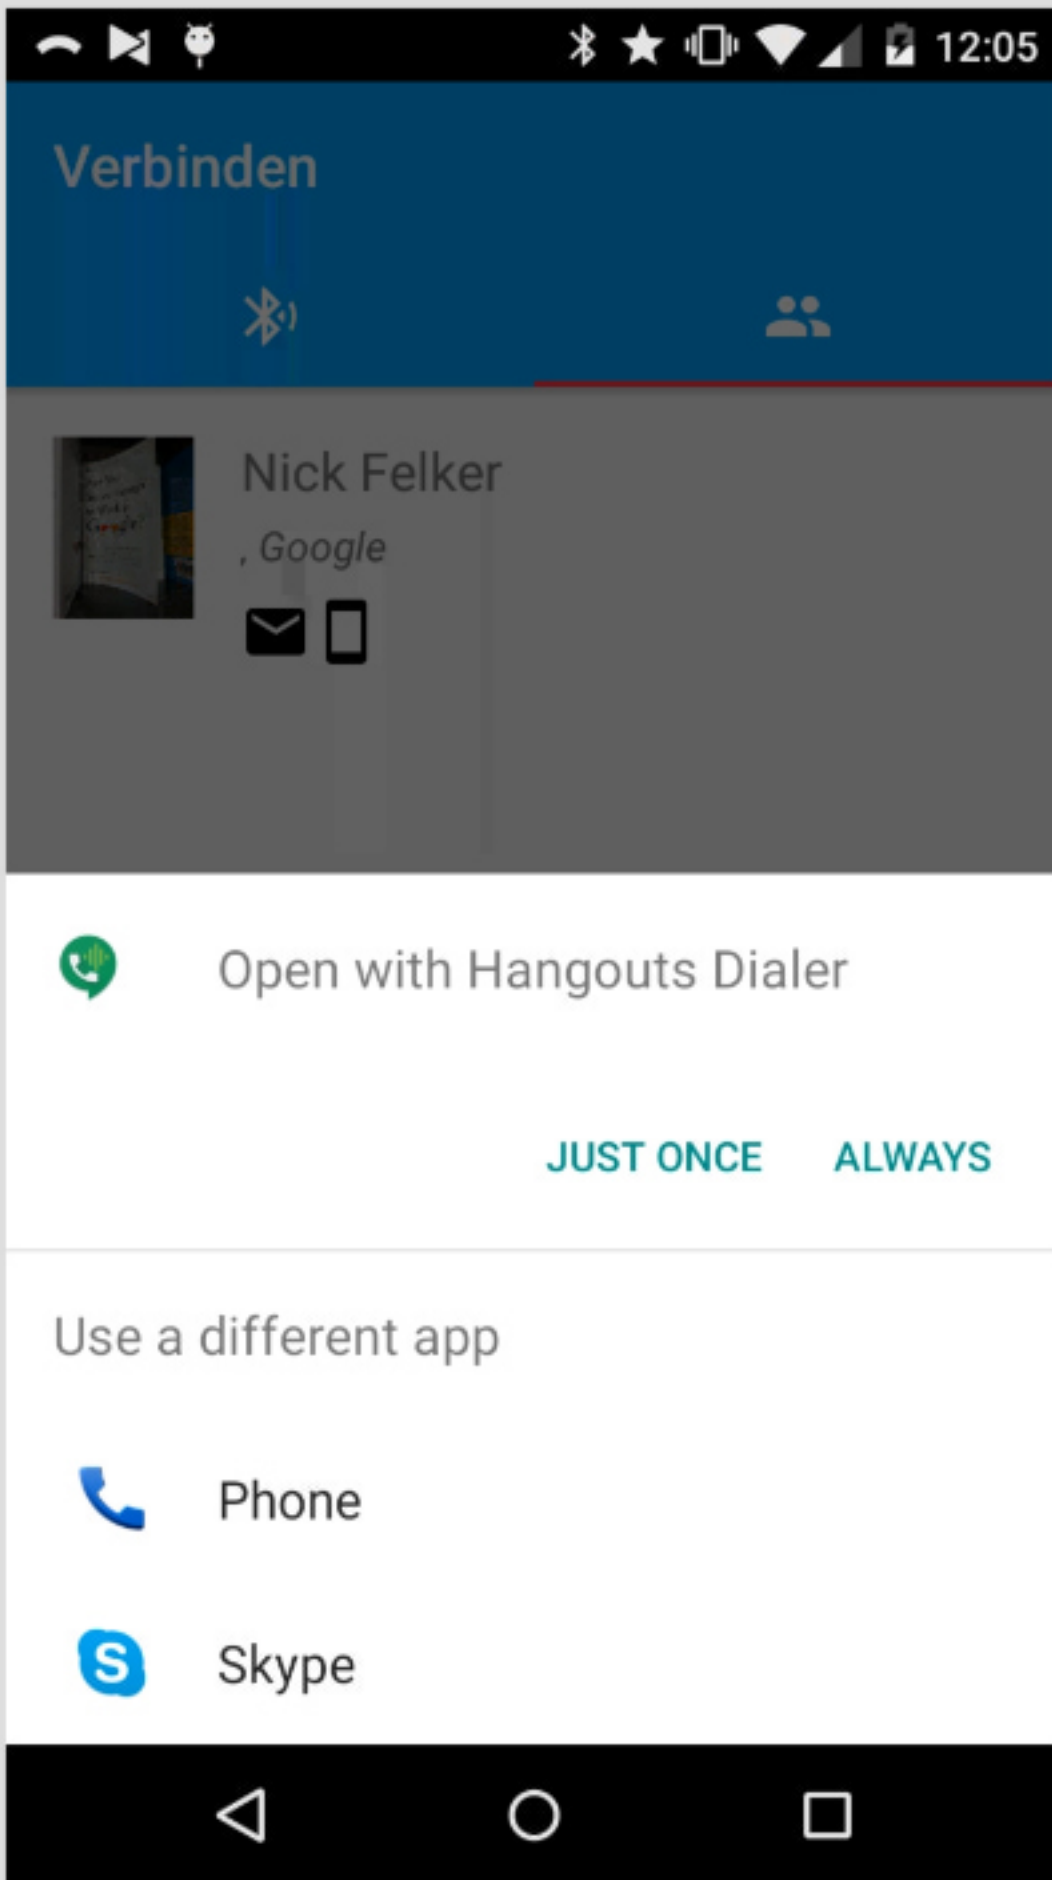 12:05
Verbinden
Nick Felker
, Google
Open with Hangouts Dialer
JUST ONCE ALWAYS
Use a different app
Phone
Skype